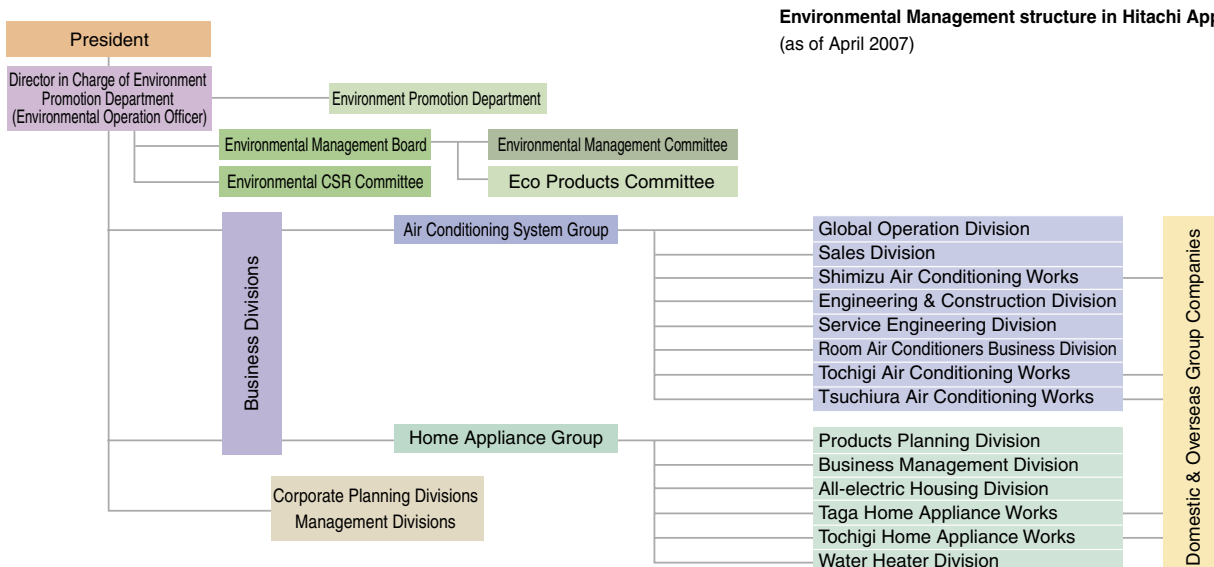 Environmental Management structure in Hitachi
(as of April 2007)
President
Director in Charge of Environment
Promotion Department
(Environmental Operation Officer)
Environment Promotion Department
Environmental Management Board
Environmental Management Committee
Environmental CSR Committee
Eco Products Committee
Business Divisions
Air Conditioning System Group
Global Operation Division
Sales Division
Shimizu Air Conditioning Works
Engineering & Construction Division
Service Engineering Division
Room Air Conditioners Business Division
Tochigi Air Conditioning Works
Tsuchiura Air Conditioning Works
Home Appliance Group
Products Planning Division
Business Management Division
All-electric Housing Division
Taga Home Appliance Works
Tochigi Home Appliance Works
Water Heater Division
Corporate Planning Divisions
Management Divisions
Domestic & Overseas Group Companies